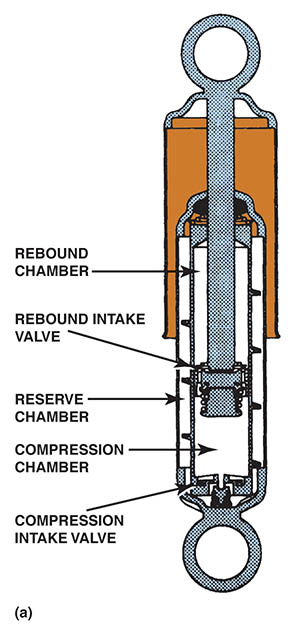 REBOUND
CHAMBER
REBOUND INTAKE
VALVE
RESERVE
CHAMBER
COMPRESSION
CHAMBER
COMPRESSION
INTAKE VALVE
(a)